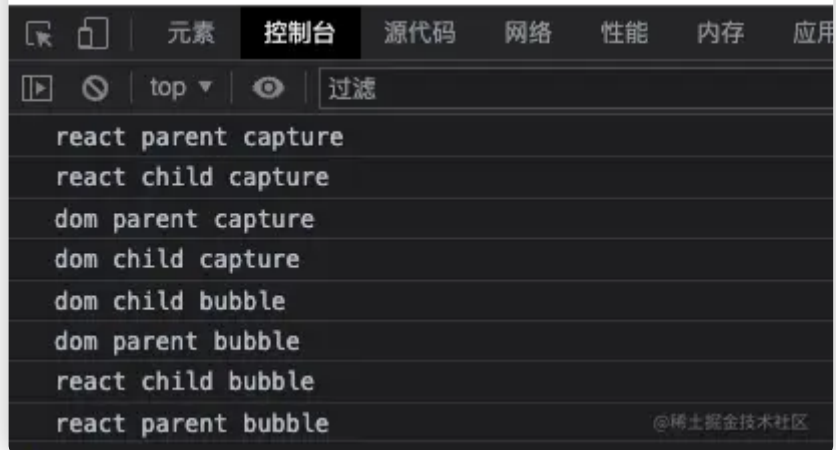 元素 控制台 源代码 网络 性能 内存 应用
top ▼ 过滤
react parent capture
react child capture
dom parent capture
dom child capture
dom child bubble
dom parent bubble
react child bubble
react parent bubble
@稀土掘金技术社区